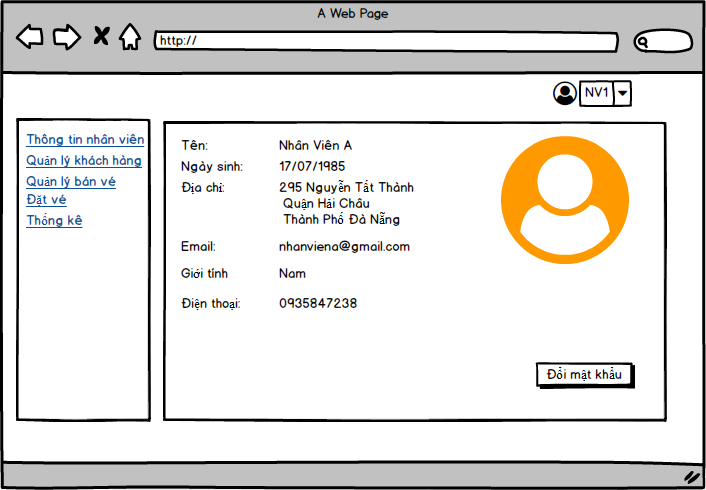 A Web Page
http://
NV1
Thông tin nhân viên
Quản lý khách hàng
Quản lý bán vé
Đặt vé
Thống kê
Tên: Nhân Viên A
Ngày sinh: 17/07/1985
Địa chỉ: 295 Nguyễn Tất Thành
Quận Hải Châu
Thành Phố Đà Nẵng
Email: nhanviena@gmail.com
Giới tính Nam
Điện thoại: 0935847238
Đổi mật khẩu